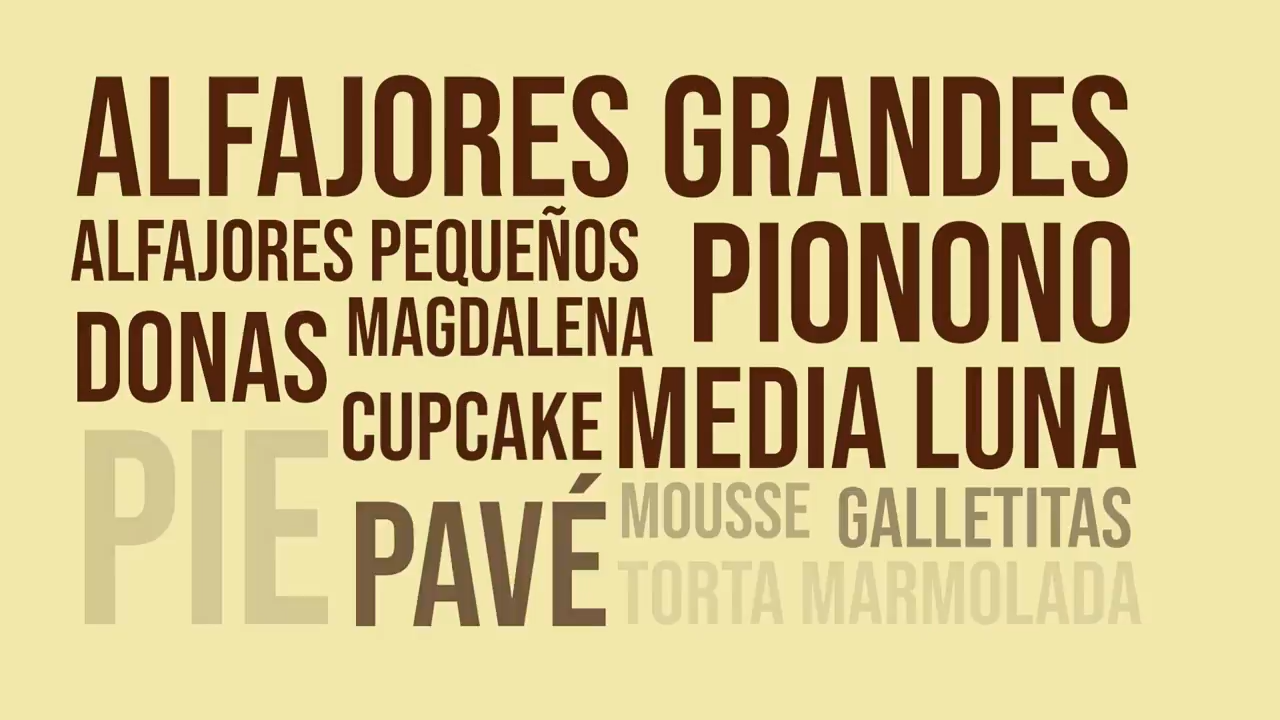 ALFAJORES GRANDES
ALFAJORES PEQUEÑOS
PIONONO
DONAS
MAGDALENA
CUPCAKE
MEDIA LUNA
PIE
PAVÉ
MOUSSE
GALLETITAS
TORTA MARMOLADA